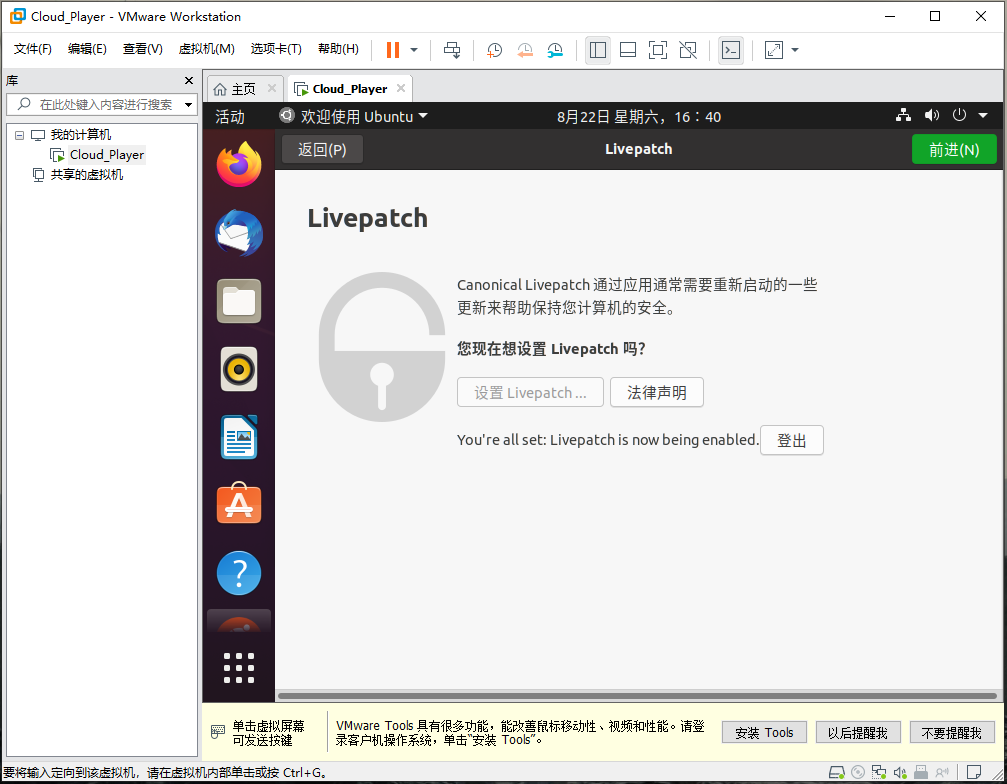 Cloud_Player - VMware Workstation
文件(F) 编辑(E) 查看(V) 虚拟机(M) 选项卡(T) 帮助(H)
库
在此处键入内容进行搜索
我的计算机
Cloud_Player
共享的虚拟机
主页
Cloud_Player
活动
欢迎使用 Ubuntu
8月22日 星期六，16：40
返回(P)
Livepatch
前进(N)
Livepatch
Canonical Livepatch 通过应用通常需要重新启动的一些
更新来帮助保持您计算机的安全。
您现在想设置 Livepatch 吗?
设置 Livepatch ...
法律声明
You're all set: Livepatch is now being enabled.
登出
单击虚拟屏幕
可发送按键
VMware Tools 具有很多功能，能改善鼠标移动性、视频和性能。请登
录客户机操作系统，单击“安装 Tools”。
安装 Tools
以后提醒我
不要提醒我
要将输入定向到该虚拟机，请在虚拟机内部单击或按 Ctrl+G。